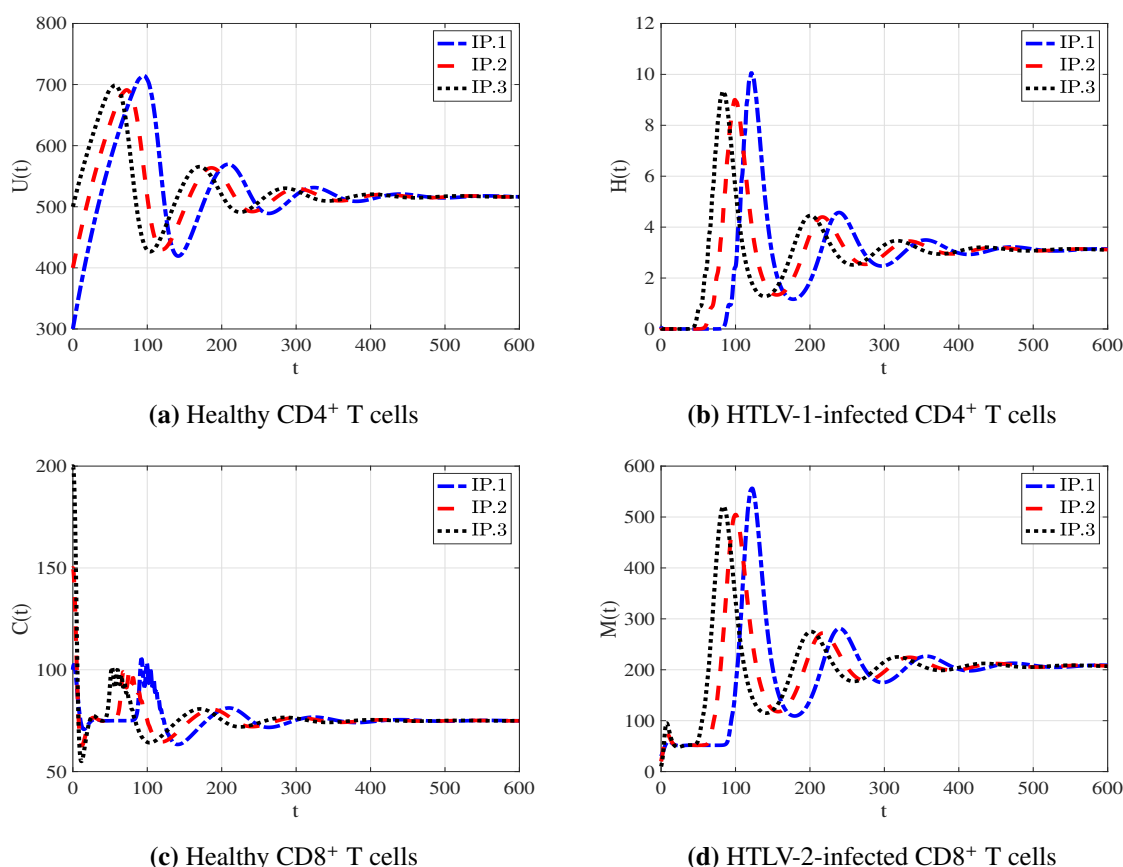 800
700
600
500
400
300
U(t)
0 100 200 300 400 500 600
t
IP.1
IP.2
IP.3
(a) Healthy CD4⁺ T cells
12
10
8
6
4
2
0
H(t)
0 100 200 300 400 500 600
t
IP.1
IP.2
IP.3
(b) HTLV-1-infected CD4⁺ T cells
200
150
100
50
C(t)
0 100 200 300 400 500 600
t
IP.1
IP.2
IP.3
(c) Healthy CD8⁺ T cells
600
500
400
300
200
100
0
M(t)
0 100 200 300 400 500 600
t
IP.1
IP.2
IP.3
(d) HTLV-2-infected CD8⁺ T cells